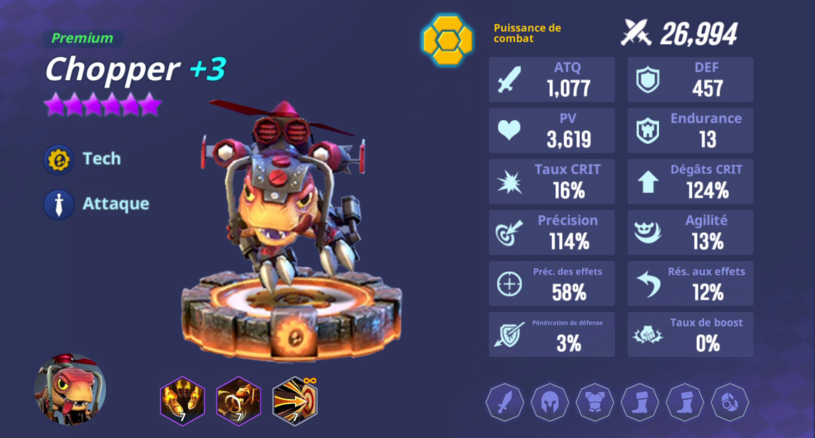 Premium
Chopper +3
Tech
Attaque
Puissance de
combat
26,994
ATQ
1,077
DEF
457
PV
3,619
Endurance
13
Taux CRIT
16%
Dégâts CRIT
124%
Précision
114%
Agilité
13%
Préc. des effets
58%
Rés. aux effets
12%
Pénétration de défense
3%
Taux de boost
0%
7
7
∞